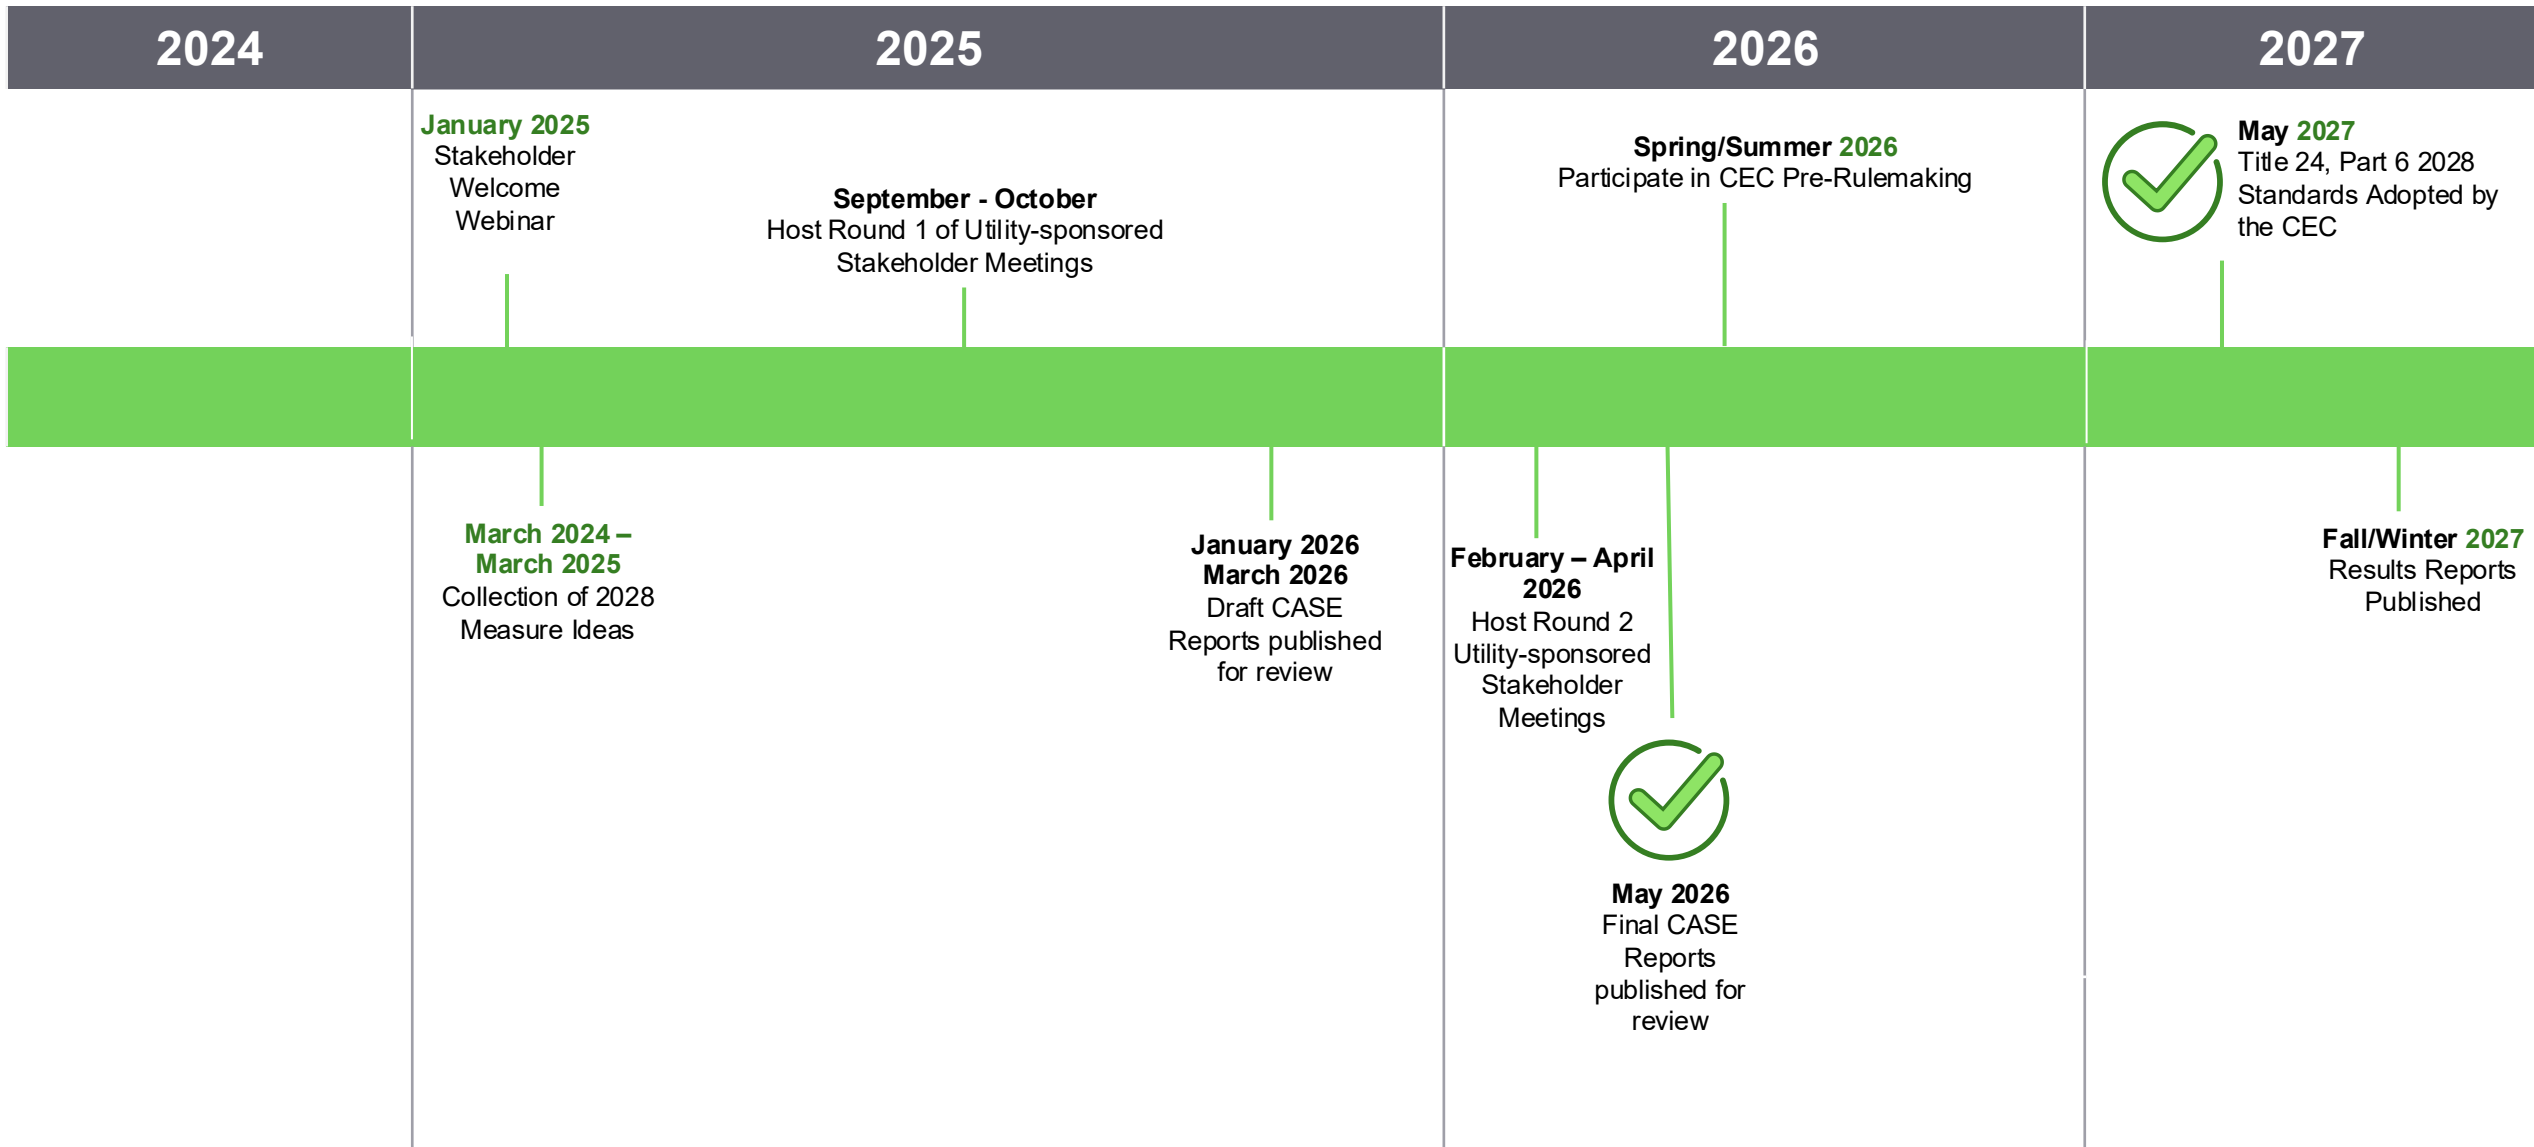 2024
2025
2026
2027
January 2025
Stakeholder
Welcome
Webinar
September - October
Host Round 1 of Utility-sponsored
Stakeholder Meetings
Spring/Summer 2026
Participate in CEC Pre-Rulemaking
May 2027
Title 24, Part 6 2028
Standards Adopted by
the CEC
March 2024 –
March 2025
Collection of 2028
Measure Ideas
January 2026
March 2026
Draft CASE
Reports published
for review
February – April
2026
Host Round 2
Utility-sponsored
Stakeholder
Meetings
May 2026
Final CASE
Reports
published for
review
Fall/Winter 2027
Results Reports
Published